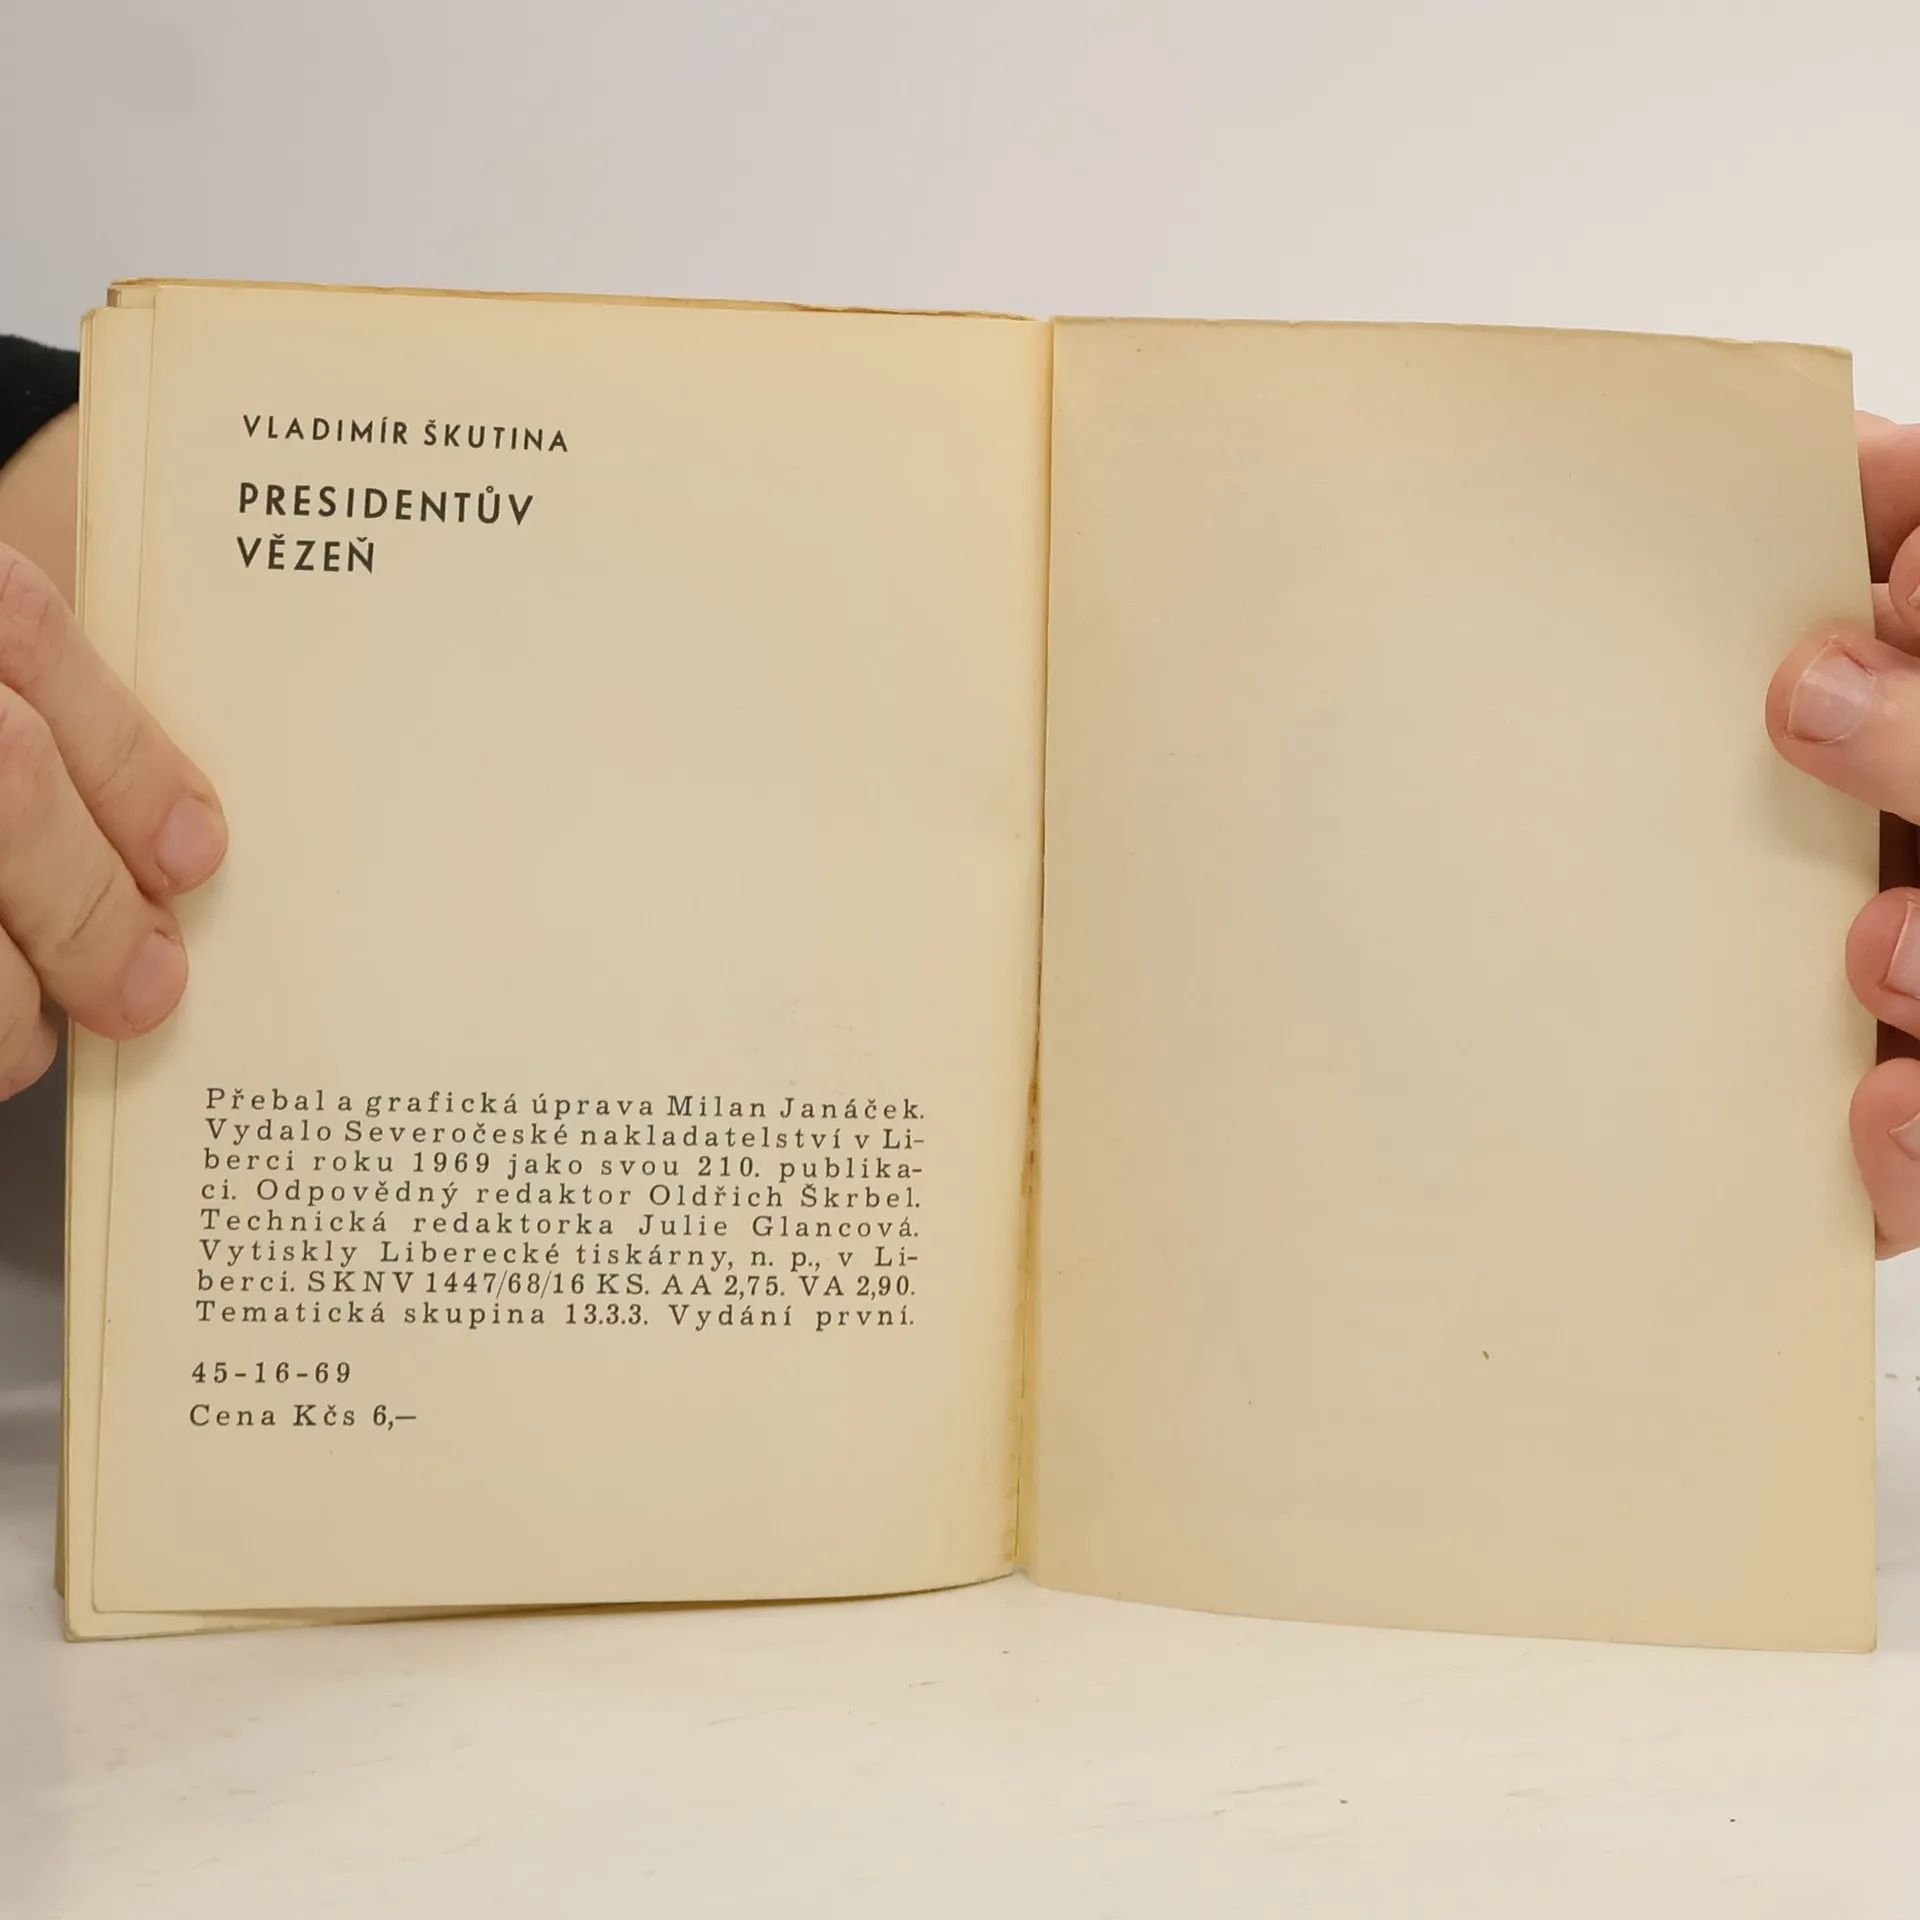 VLADIMÍR ŠKUTINA
PRESIDENTŮV
VĚZEŇ
Přebal a grafická úprava Milan Janáček.
Vydalo Severočeské nakladatelství v Li-
berci roku 1969 jako svou 210. publika-
ci. Odpovědný redaktor Oldřich Škrbel.
Technická redaktorka Julie Glancová.
Vytiskly Liberecké tiskárny, n. p., v Li-
berci. SKNV 1447/68/16 KS. AA 2,75. VA 2,90.
Tematická skupina 13.3.3. Vydání první.
45-16-69
Cena Kčs 6,—